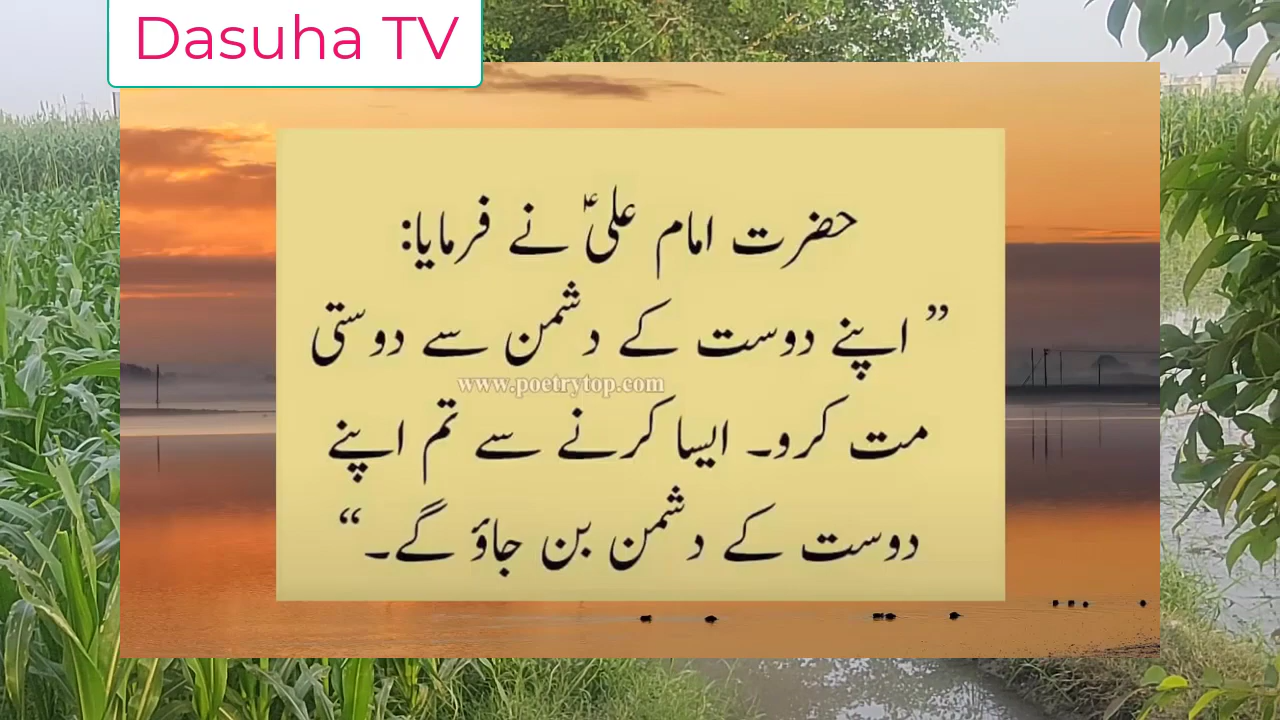 Dasuha TV
حضرت امام علیؑ نے فرمایا:
” اپنے دوست کے دشمن سے دوستی
www.poetrytop.com
مت کرو۔ ایسا کرنے سے تم اپنے
دوست کے دشمن بن جاؤ گے۔“